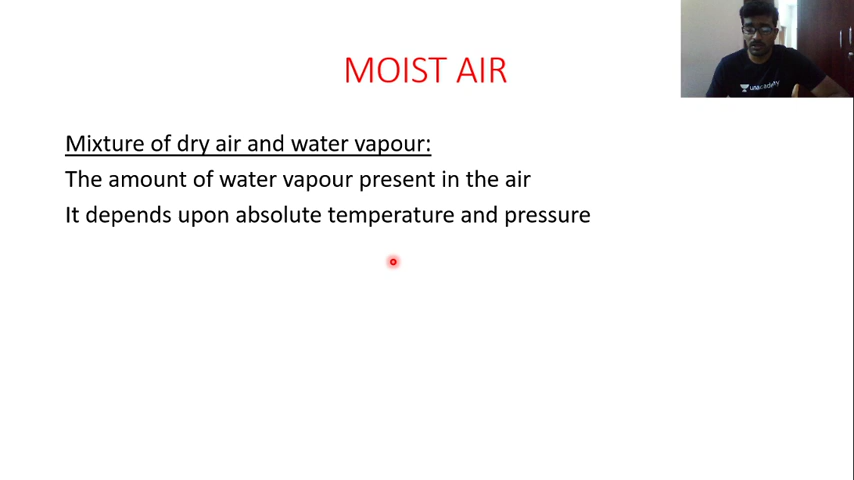 MOIST AIR
unacademy
Mixture of dry air and water vapour:
The amount of water vapour present in the air
It depends upon absolute temperature and pressure